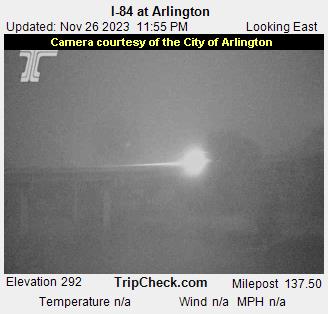 I-84 at Arlington
Updated: Nov 26 2023 11:55 PM Looking East
Camera courtesy of the City of Arlington
Elevation 292 TripCheck.com Milepost 137.50
Temperature n/a Wind n/a MPH n/a